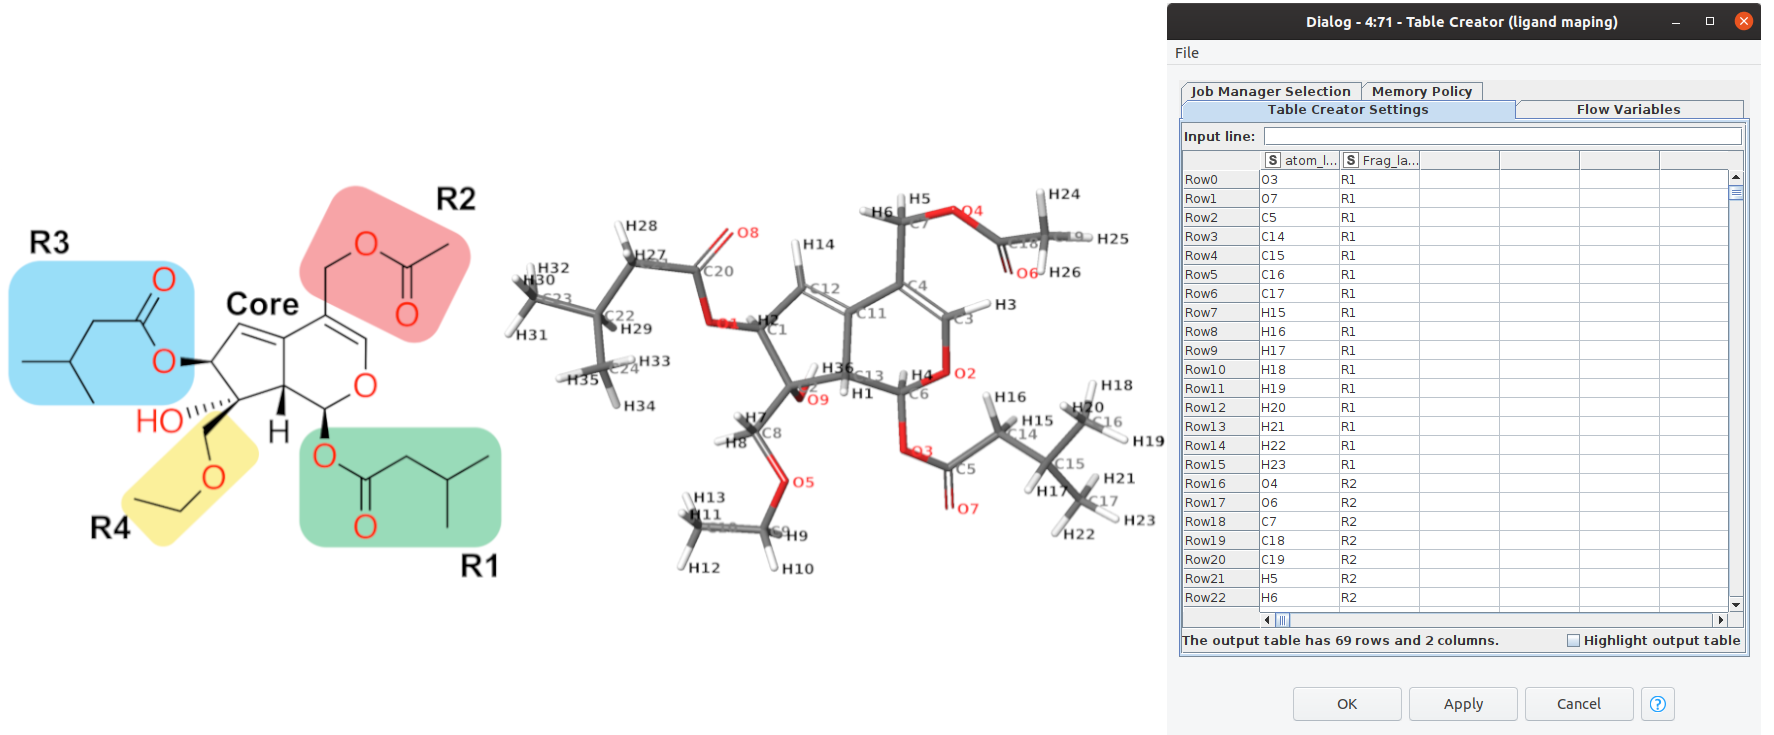 R2
R3
O
O
O
Core
O
O
O
HO
H
O
O
O
R4
R1
H24
H5
H6
O4
C7
H25
C18
O6
H26
H28
O8
H14
H27
C20
H32
H30
C23
C12
C4
H3
H31
C22
H29
O1
H2
C1
C11
C3
H33
C24
H35
H34
H36
C13
O9
H1
H4
C6
O2
H16
H18
H7
C8
H8
H15
C14
H20
C16
H19
O3
C5
C15
H13
H11
O5
H17
O7
H21
C17
H23
H22
C9
H9
H12
H10
Dialog - 4:71 - Table Creator (ligand maping)
File
Job Manager Selection Memory Policy
Table Creator Settings Flow Variables
Input line:
S atom_l... S Frag_la...
Row0 O3 R1
Row1 O7 R1
Row2 C5 R1
Row3 C14 R1
Row4 C15 R1
Row5 C16 R1
Row6 C17 R1
Row7 H15 R1
Row8 H16 R1
Row9 H17 R1
Row10 H18 R1
Row11 H19 R1
Row12 H20 R1
Row13 H21 R1
Row14 H22 R1
Row15 H23 R1
Row16 O4 R2
Row17 O6 R2
Row18 C7 R2
Row19 C18 R2
Row20 C19 R2
Row21 H5 R2
Row22 H6 R2
The output table has 69 rows and 2 columns. Highlight output table
OK Apply Cancel ?